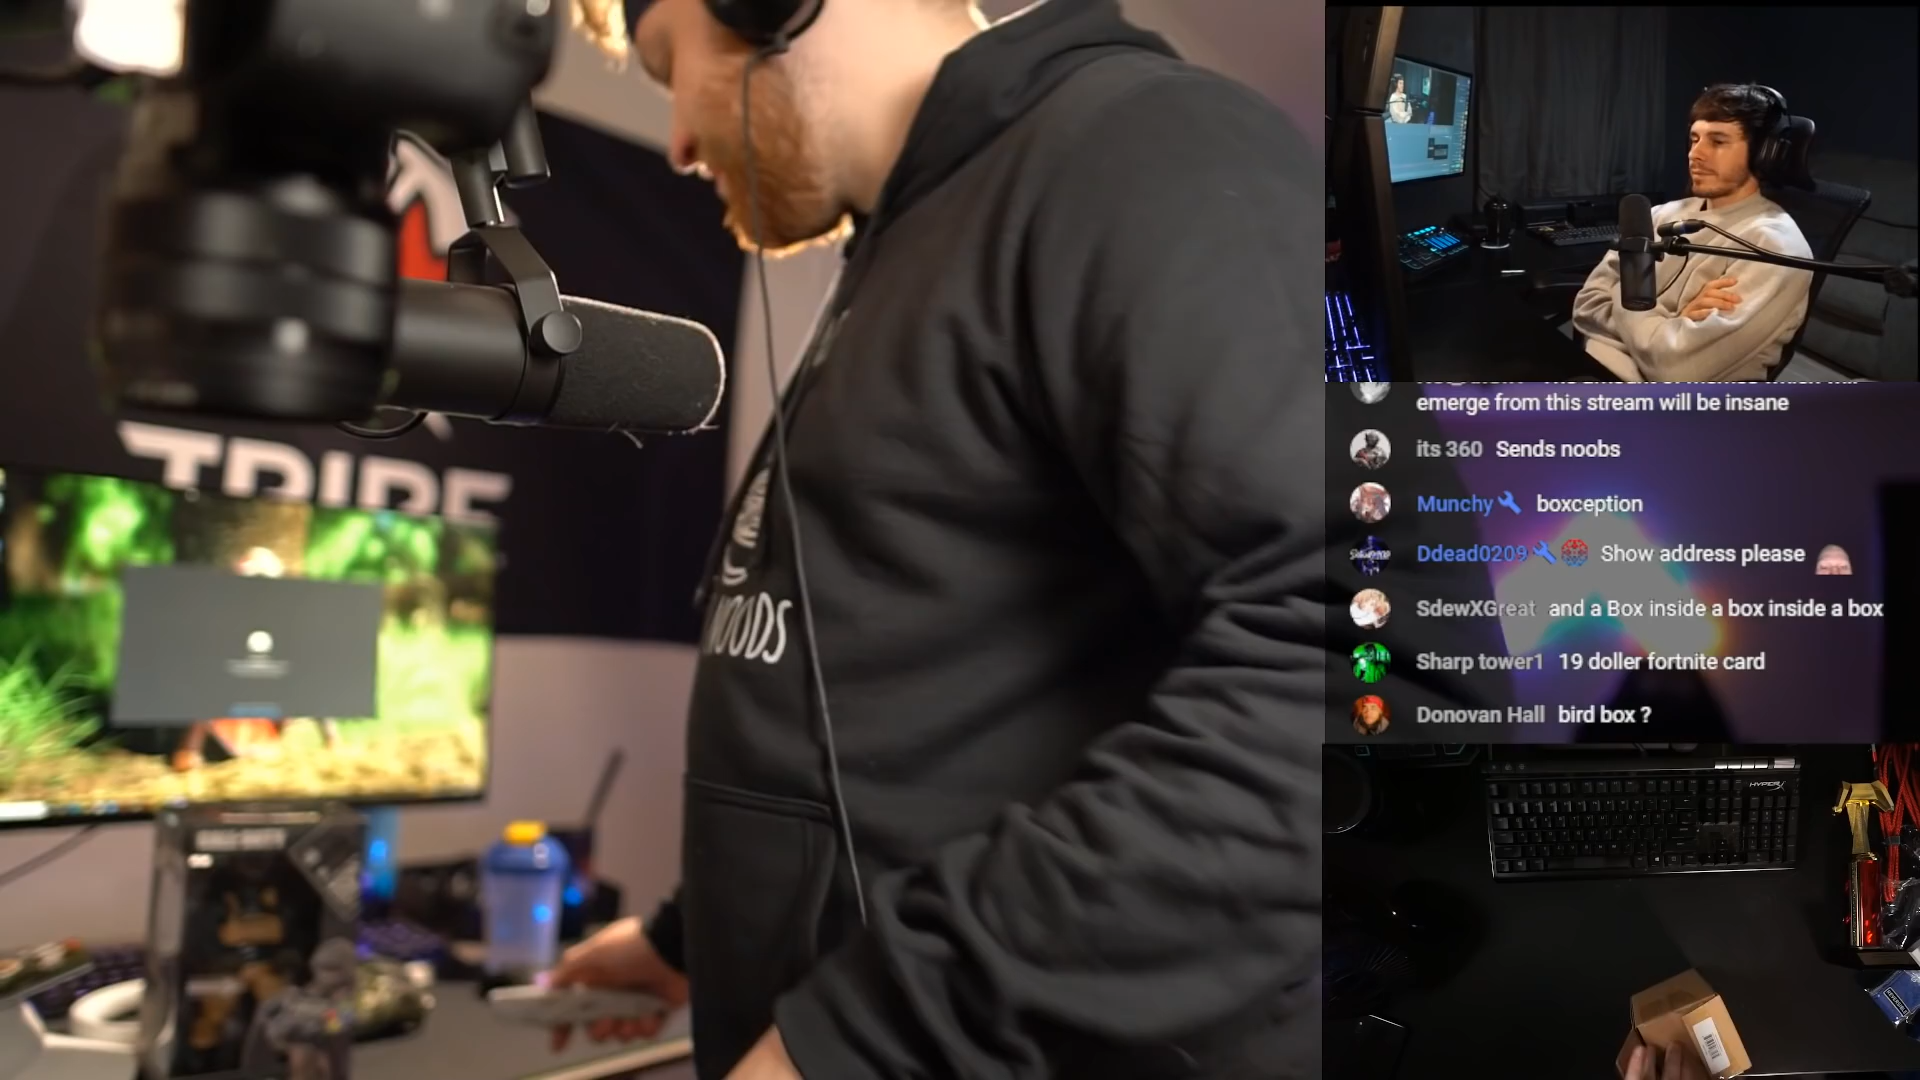 TRIBE
WOODS
emerge from this stream will be insane
its 360 Sends noobs
Munchy boxception
Ddead0209 Show address please
SdewXGreat and a Box inside a box inside a box
Sharp tower1 19 doller fortnite card
Donovan Hall bird box ?
HYPERX